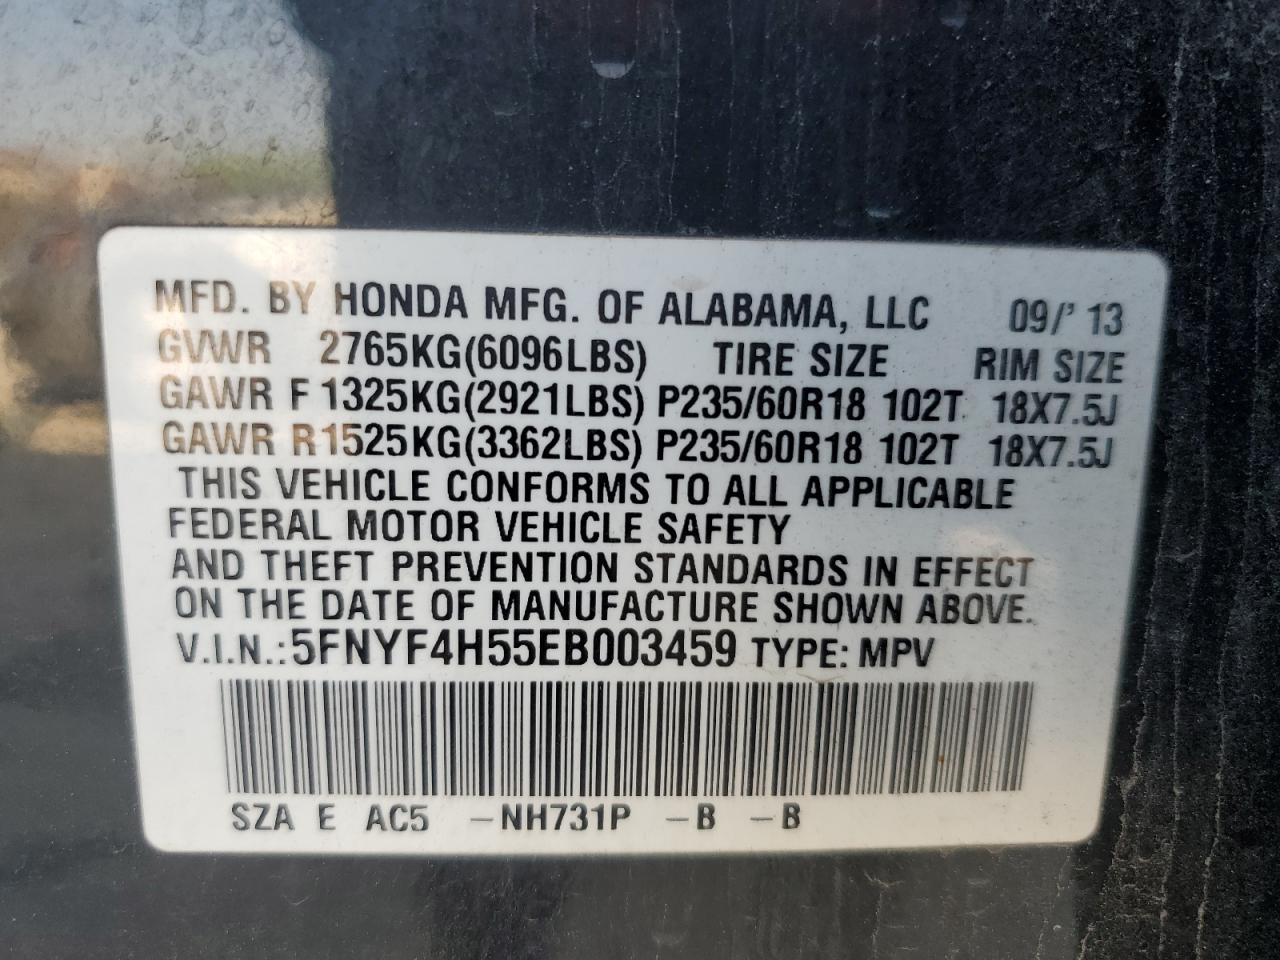 MFD. BY HONDA MFG. OF ALABAMA, LLC 09/' 13
GVWR 2765KG(6096LBS) TIRE SIZE RIM SIZE
GAWR F 1325KG(2921LBS) P235/60R18 102T 18X7.5J
GAWR R1525KG(3362LBS) P235/60R18 102T 18X7.5J
THIS VEHICLE CONFORMS TO ALL APPLICABLE
FEDERAL MOTOR VEHICLE SAFETY
AND THEFT PREVENTION STANDARDS IN EFFECT
ON THE DATE OF MANUFACTURE SHOWN ABOVE.
V.I.N.:5FNYF4H55EB003459 TYPE: MPV
SZA E AC5 -NH731P -B -B